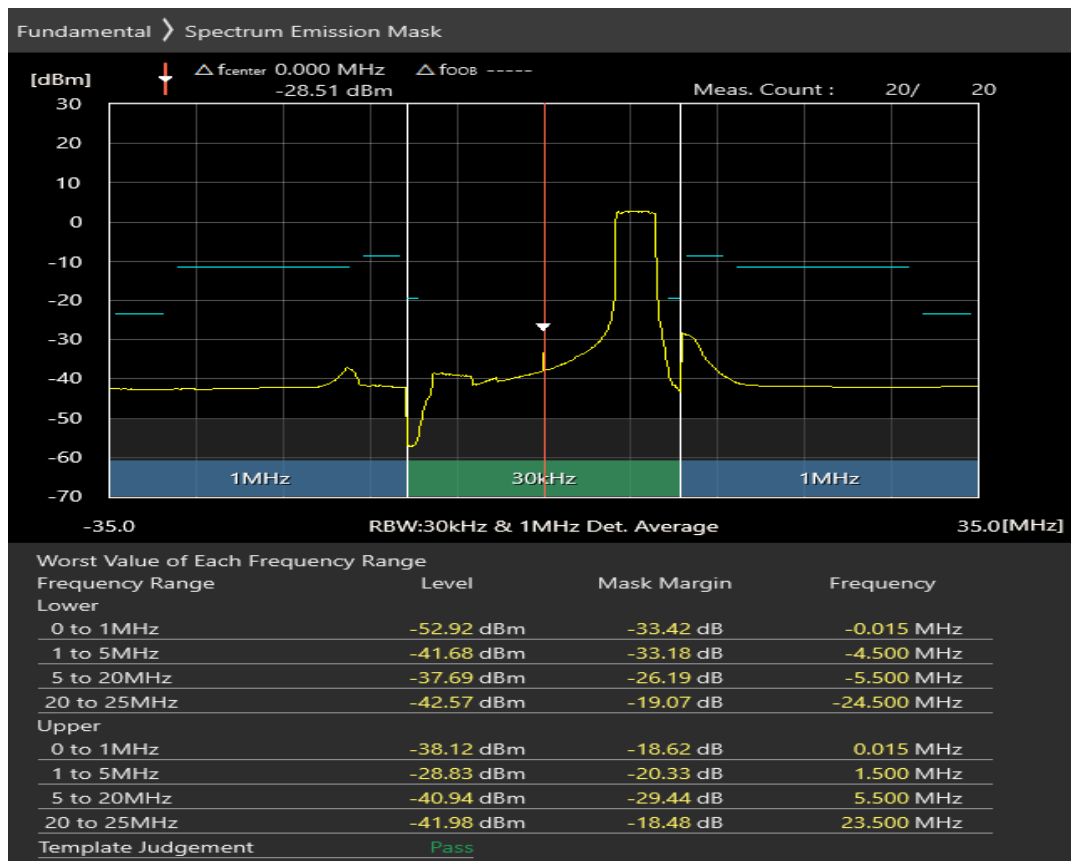 Fundamental ❯ Spectrum Emission Mask
[dBm] △ fcenter 0.000 MHz △ fOOB -----
-28.51 dBm Meas. Count : 20/ 20
30
20
10
0
-10
-20
-30
-40
-50
-60
-70
1MHz 30kHz 1MHz
-35.0 RBW:30kHz & 1MHz Det. Average 35.0[MHz]
Worst Value of Each Frequency Range
Frequency Range Level Mask Margin Frequency
Lower
0 to 1MHz -52.92 dBm -33.42 dB -0.015 MHz
1 to 5MHz -41.68 dBm -33.18 dB -4.500 MHz
5 to 20MHz -37.69 dBm -26.19 dB -5.500 MHz
20 to 25MHz -42.57 dBm -19.07 dB -24.500 MHz
Upper
0 to 1MHz -38.12 dBm -18.62 dB 0.015 MHz
1 to 5MHz -28.83 dBm -20.33 dB 1.500 MHz
5 to 20MHz -40.94 dBm -29.44 dB 5.500 MHz
20 to 25MHz -41.98 dBm -18.48 dB 23.500 MHz
Template Judgement Pass